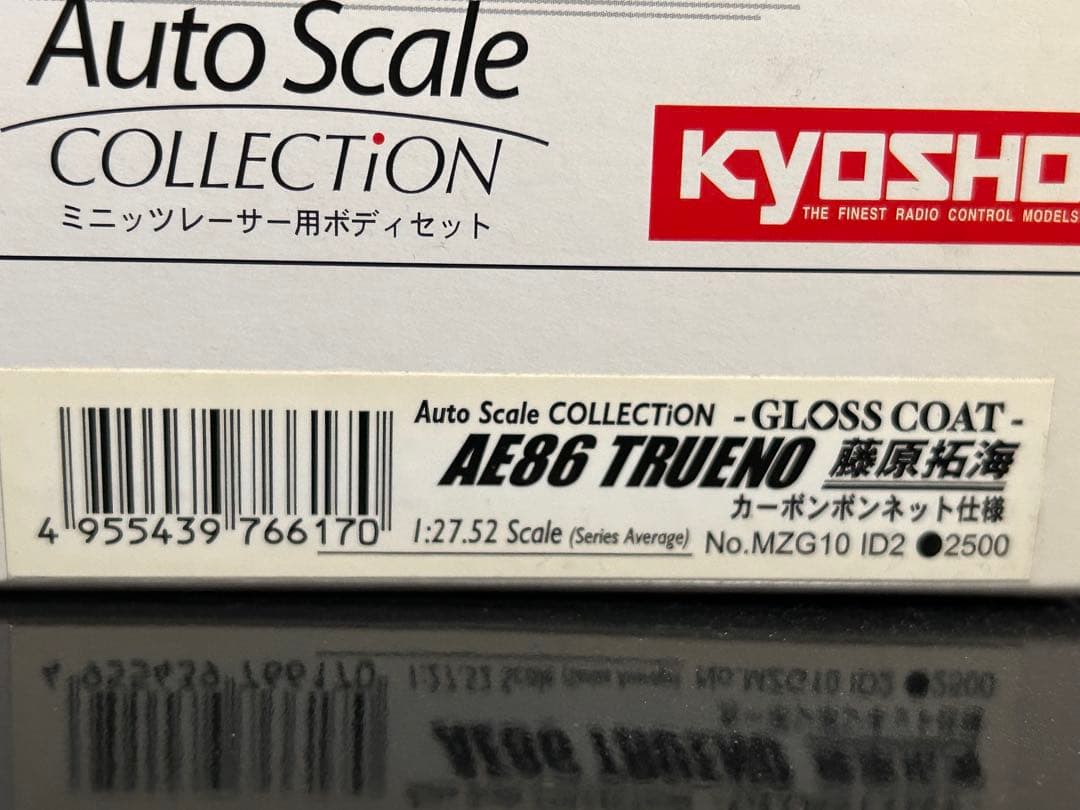 Auto Scale
COLLECTiON
ミニッツレーサー用ボディセット
KYOSHO
THE FINEST RADIO CONTROL MODELS
Auto Scale COLLECTiON -GLOSS COAT-
AE86 TRUENO 藤原拓海
カーボンボンネット仕様
4 955439 766170
1:27.52 Scale (Series Average) No.MZG10 ID2 ●2500